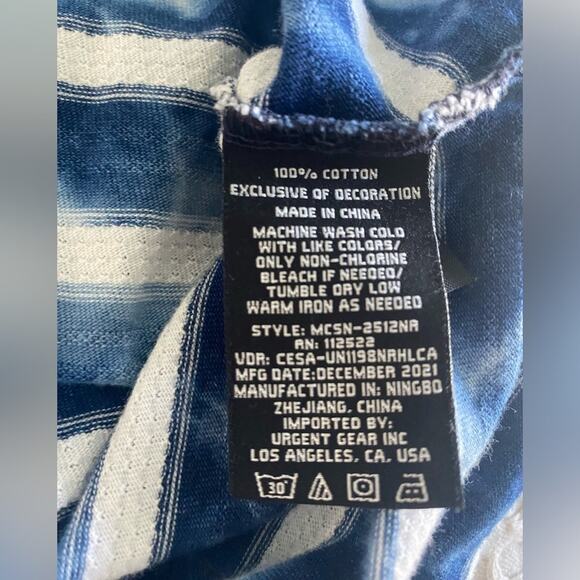 100% COTTON
EXCLUSIVE OF DECORATION
MADE IN CHINA
MACHINE WASH COLD
WITH LIKE COLORS/
ONLY NON-CHLORINE
BLEACH IF NEEDED/
TUMBLE DRY LOW
WARM IRON AS NEEDED
STYLE: MCSN-2512NR
RN: 112522
VDR: CESA-UN1198NRHLCA
MFG DATE:DECEMBER 2021
MANUFACTURED IN: NINGBO
ZHEJIANG, CHINA
IMPORTED BY:
URGENT GEAR INC
LOS ANGELES, CA, USA
30°